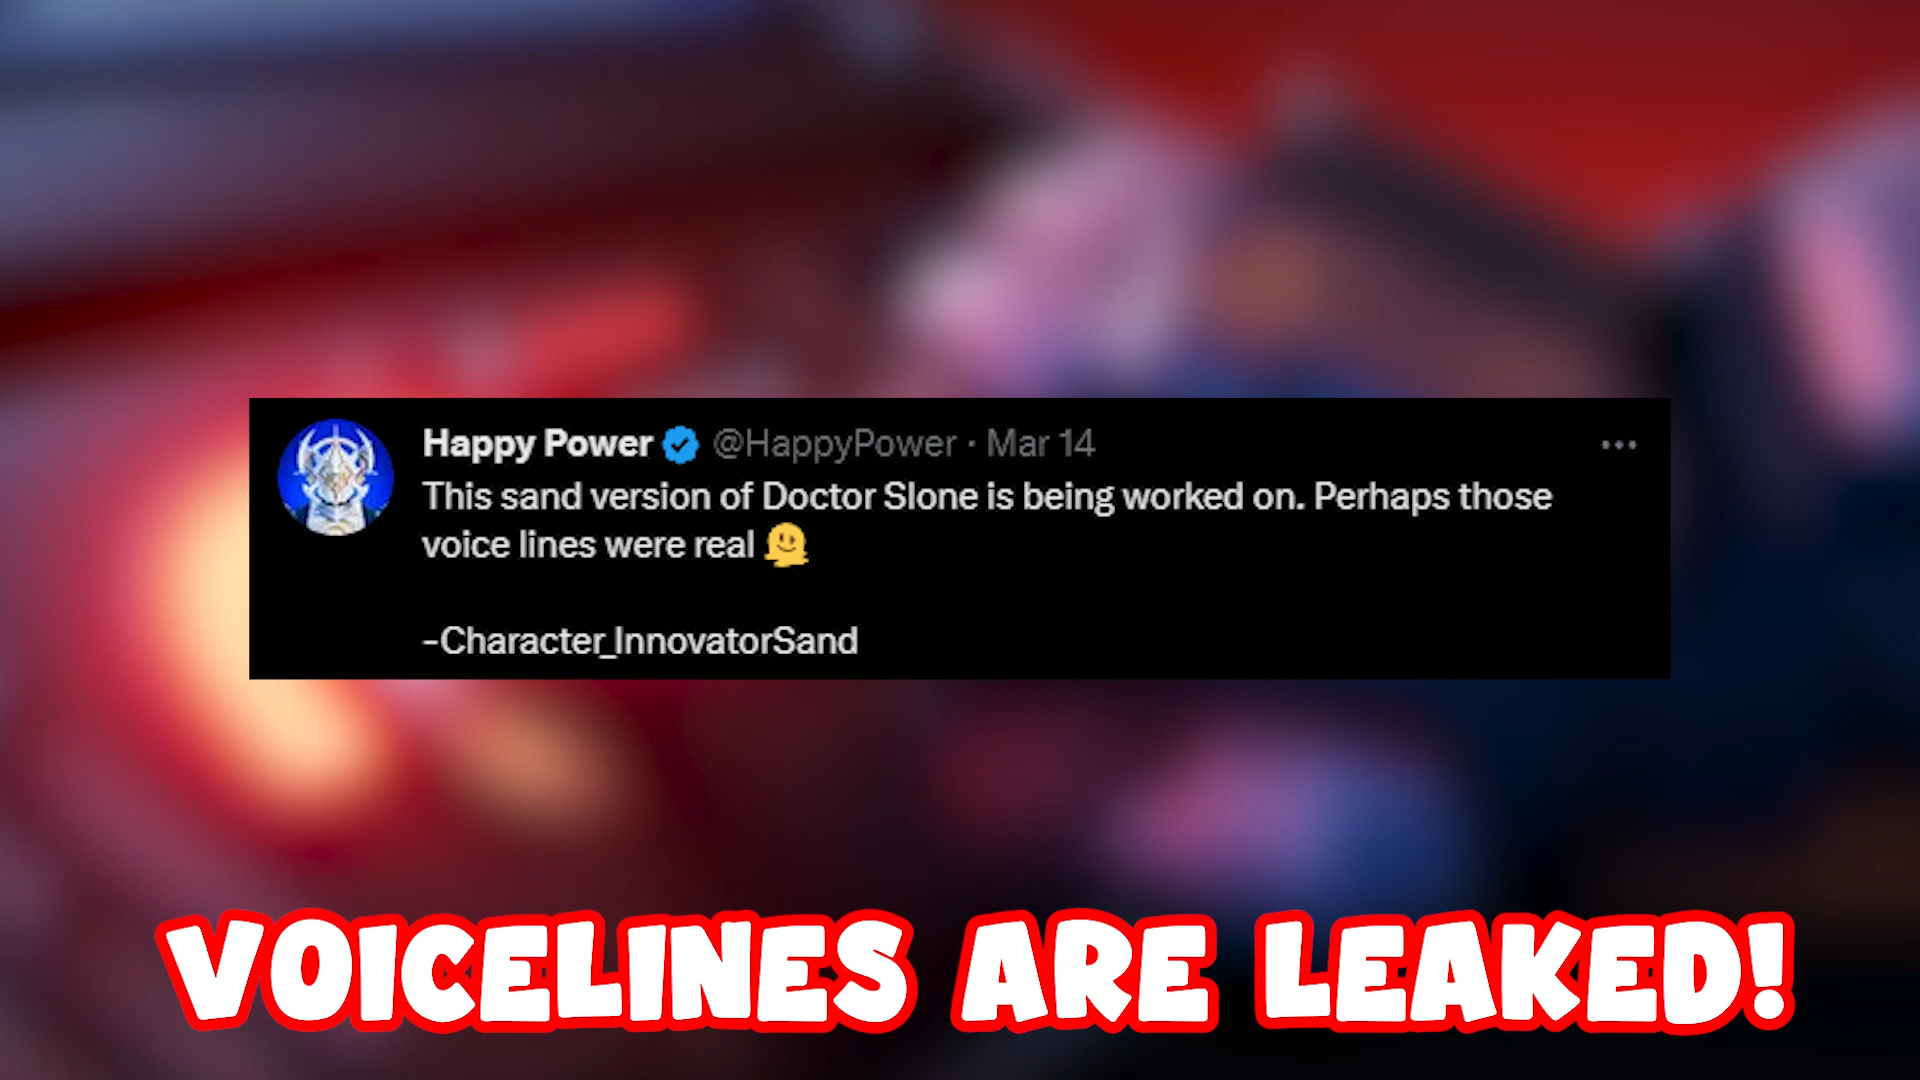 Happy Power @HappyPower · Mar 14
This sand version of Doctor Slone is being worked on. Perhaps those
voice lines were real 🫠
-Character_InnovatorSand
VOICELINES ARE LEAKED!